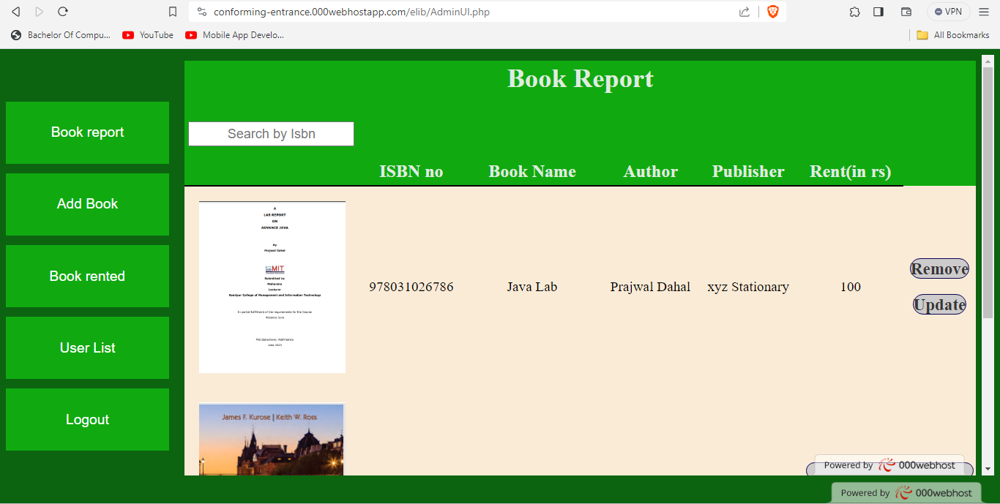 conforming-entrance.000webhostapp.com/elib/AdminUI.php
VPN
Bachelor Of Compu...
YouTube
Mobile App Develo...
All Bookmarks
Book report
Add Book
Book rented
User List
Logout
Book Report
Search by Isbn
ISBN no Book Name Author Publisher Rent(in rs)
A
LAB REPORT
ON
ADVANCE JAVA
By
Prajwal Dahal
KCMIT
Submitted to
Mahendra
Lecturer
Kantipur College of Management and Information Technology
In partial fulfillment of the requirements for the Course
Advance Java
Mid Baneshwor, Kathmandu
June 2023
978031026786 Java Lab Prajwal Dahal xyz Stationary 100
Remove
Update
James F. Kurose | Keith W. Ross
Powered by 000webhost
Powered by 000webhost